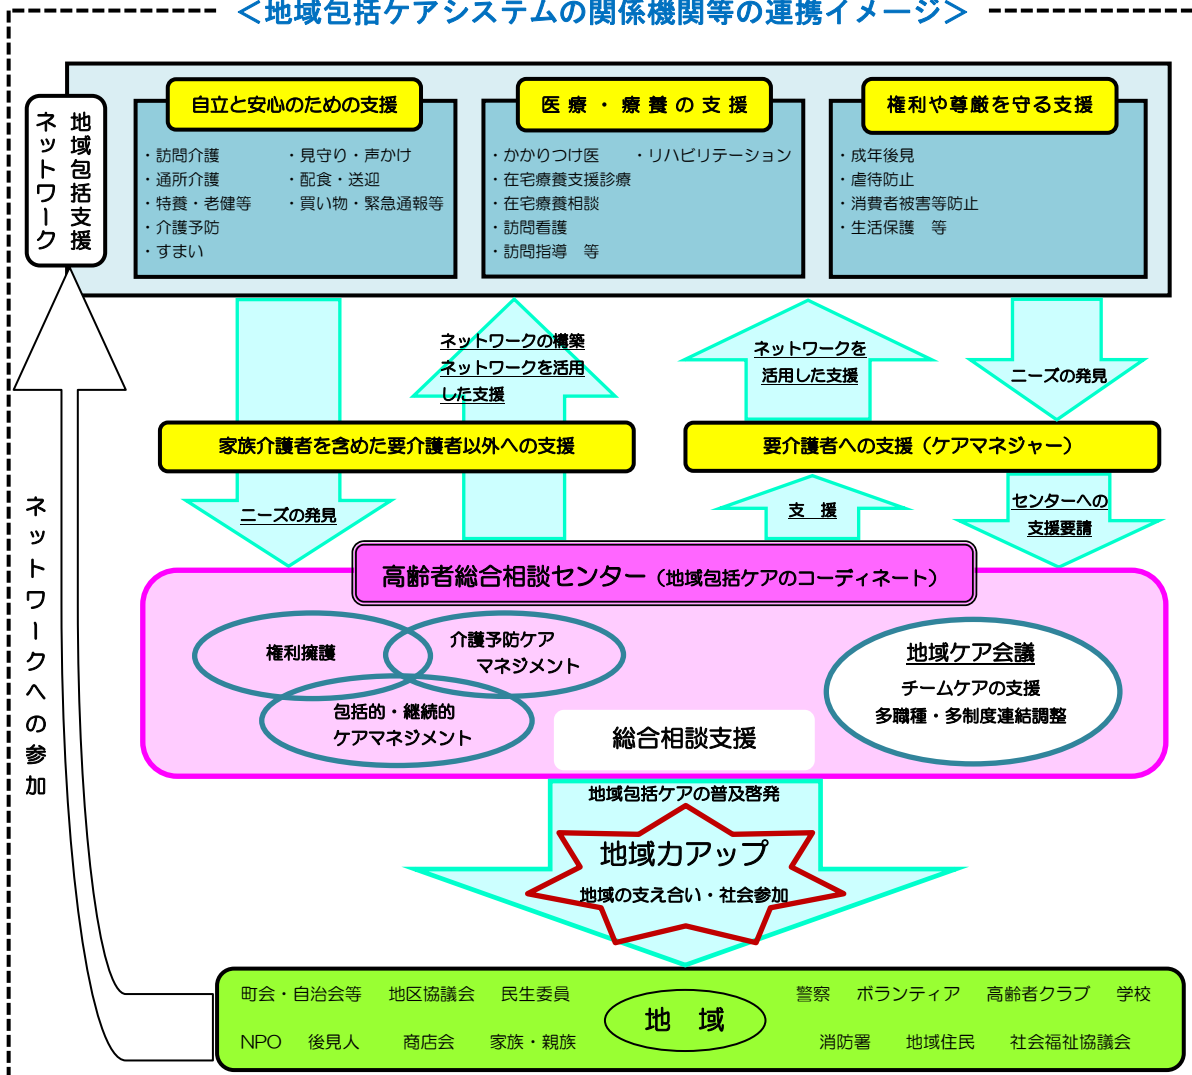 ＜地域包括ケアシステムの関係機関等の連携イメージ＞
地域包括支援
ネットワーク
自立と安心のための支援
・訪問介護
・通所介護
・特養・老健等
・介護予防
・すまい
・見守り・声かけ
・配食・送迎
・買い物・緊急通報等
医療・療養の支援
・かかりつけ医
・在宅療養支援診療
・在宅療養相談
・訪問看護
・訪問指導　等
・リハビリテーション
権利や尊厳を守る支援
・成年後見
・虐待防止
・消費者被害等防止
・生活保護　等
ネットワークの構築
ネットワークを活用
した支援
ネットワークを
活用した支援
ニーズの発見
家族介護者を含めた要介護者以外への支援
要介護者への支援（ケアマネジャー）
ニーズの発見
支　援
センターへの
支援要請
ネットワークへの参加
高齢者総合相談センター（地域包括ケアのコーディネート）
権利擁護
介護予防ケア
マネジメント
包括的・継続的
ケアマネジメント
総合相談支援
地域ケア会議
チームケアの支援
多職種・多制度連結調整
地域包括ケアの普及啓発
地域力アップ
地域の支え合い・社会参加
町会・自治会等　地区協議会　民生委員
NPO　後見人　商店会　家族・親族
地　域
警察　ボランティア　高齢者クラブ　学校
消防署　地域住民　社会福祉協議会